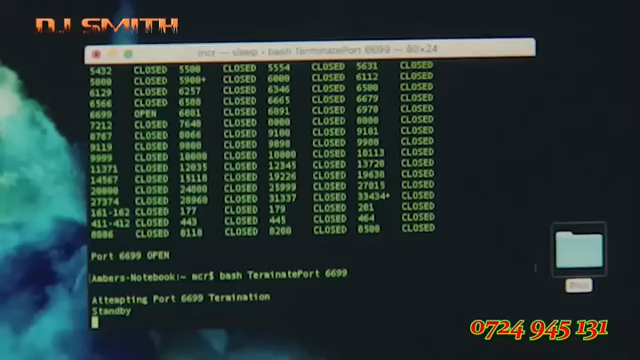 DJ SMITH
mcr — sleep • bash TerminatePort 6699 — 80×24
5432 CLOSED 5500 CLOSED 5554 CLOSED 5631 CLOSED
5800 CLOSED 5900+ CLOSED 6000 CLOSED 6112 CLOSED
6129 CLOSED 6257 CLOSED 6346 CLOSED 6500 CLOSED
6566 CLOSED 6588 CLOSED 6665 CLOSED 6679 CLOSED
6699 OPEN 6881 CLOSED 6891 CLOSED 6970 CLOSED
7212 CLOSED 7648 CLOSED 8000 CLOSED 8080 CLOSED
8767 CLOSED 8866 CLOSED 9100 CLOSED 9101 CLOSED
9119 CLOSED 9800 CLOSED 9898 CLOSED 9988 CLOSED
9999 CLOSED 10000 CLOSED 10000 CLOSED 10113 CLOSED
11371 CLOSED 12035 CLOSED 12345 CLOSED 13720 CLOSED
14567 CLOSED 15118 CLOSED 19226 CLOSED 19638 CLOSED
20000 CLOSED 24800 CLOSED 25999 CLOSED 27015 CLOSED
27374 CLOSED 28960 CLOSED 31337 CLOSED 33434+ CLOSED
161-162 CLOSED 177 CLOSED 179 CLOSED 201 CLOSED
411-412 CLOSED 443 CLOSED 445 CLOSED 464 CLOSED
8086 CLOSED 8118 CLOSED 8200 CLOSED 8500 CLOSED
Port 6699 OPEN
Ambers-Notebook:~ mcr$ bash TerminatePort 6699
Attempting Port 6699 Termination
Standby
0724 945 131